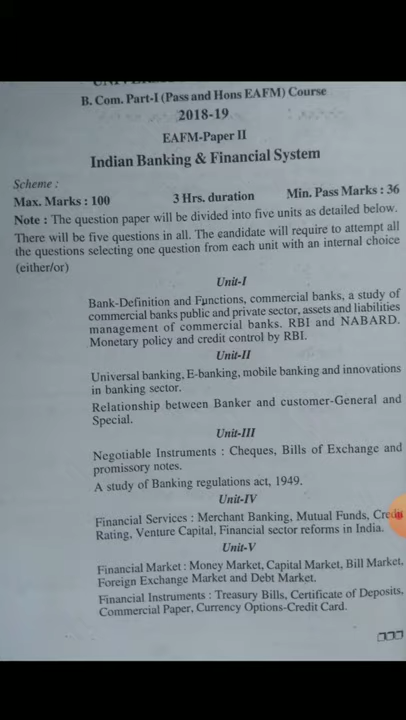 B. Com. Part-I (Pass and Hons EAFM) Course
2018-19
EAFM-Paper II
Indian Banking & Financial System
Scheme :
Max. Marks : 100 3 Hrs. duration Min. Pass Marks : 36
Note : The question paper will be divided into five units as detailed below.
There will be five questions in all. The candidate will require to attempt all
the questions selecting one question from each unit with an internal choice
(either/or)
Unit-I
Bank-Definition and Functions, commercial banks, a study of
commercial banks public and private sector, assets and liabilities
management of commercial banks. RBI and NABARD.
Monetary policy and credit control by RBI.
Unit-II
Universal banking, E-banking, mobile banking and innovations
in banking sector.
Relationship between Banker and customer-General and
Special.
Unit-III
Negotiable Instruments : Cheques, Bills of Exchange and
promissory notes.
A study of Banking regulations act, 1949.
Unit-IV
Financial Services : Merchant Banking, Mutual Funds, Credit
Rating, Venture Capital, Financial sector reforms in India.
Unit-V
Financial Market : Money Market, Capital Market, Bill Market,
Foreign Exchange Market and Debt Market.
Financial Instruments : Treasury Bills, Certificate of Deposits,
Commercial Paper, Currency Options-Credit Card.